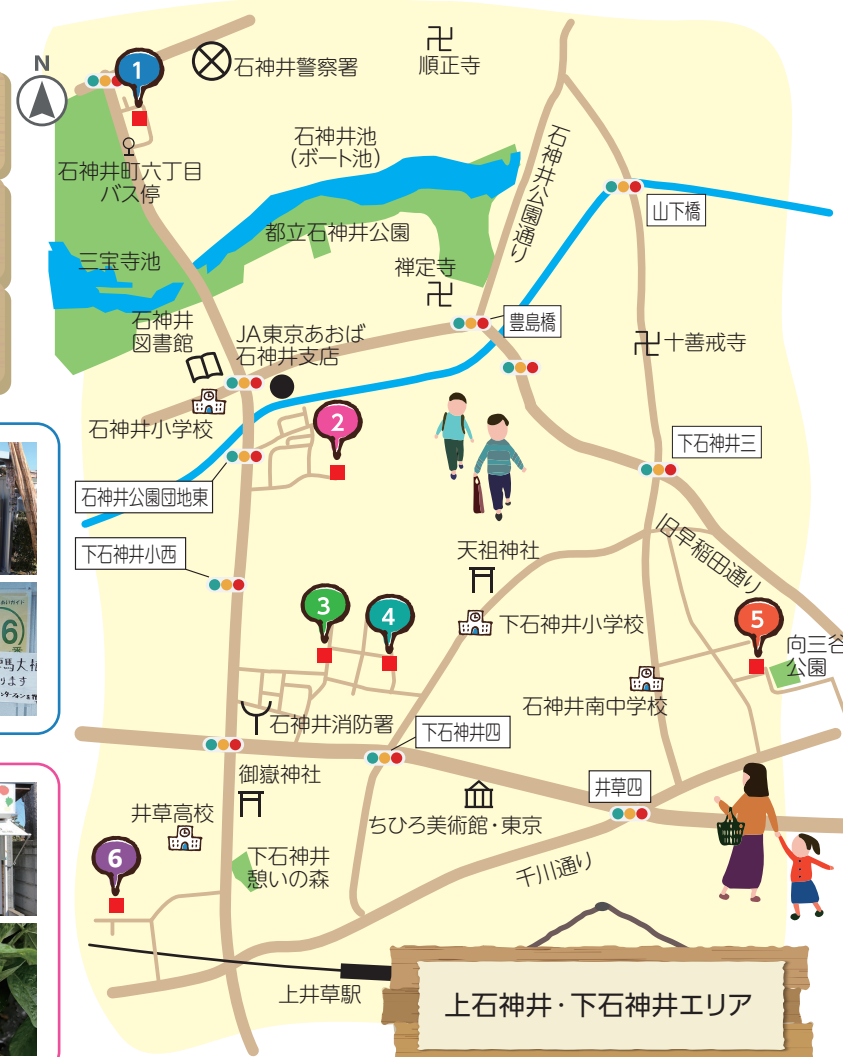 N
1
石神井警察署
順正寺
石神井町六丁目
バス停
石神井池
(ボート池)
石神井公園通り
山下橋
三宝寺池
都立石神井公園
禅定寺
石神井
図書館
JA東京あおば
石神井支店
豊島橋
十善戒寺
石神井小学校
2
下石神井三
石神井公園団地東
下石神井小西
天祖神社
旧早稲田通り
3
4
下石神井小学校
5
向三谷
公園
石神井南中学校
石神井消防署
下石神井四
御嶽神社
井草四
井草高校
ちひろ美術館・東京
6
下石神井
憩いの森
千川通り
上井草駅
上石神井・下石神井エリア
6
ります